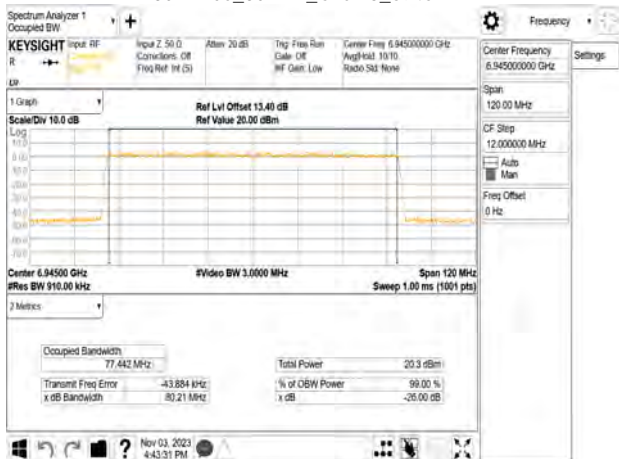 Spectrum Analyzer 1
Occupied BW
+
Frequency
KEYSIGHT
Input: RF
Input Z: 50 Ω
Corrections: Off
Freq Ref: Int (S)
Atten: 20 dB
Trig: Free Run
Gate: Off
#IF Gain: Low
Center Freq: 6.945000000 GHz
Avg|Hold: 10/10
Radio Std: None
R
Center Frequency
6.945000000 GHz
Settings
Span
120.00 MHz
CF Step
12.000000 MHz
Auto
Man
Freq Offset
0 Hz
1 Graph
Scale/Div 10.0 dB
Ref Lvl Offset 13.40 dB
Ref Value 20.00 dBm
Log
10.0
0.00
Center 6.94500 GHz
#Res BW 910.00 kHz
#Video BW 3.0000 MHz
Span 120 MHz
Sweep 1.00 ms (1001 pts)
2 Metrics
Occupied Bandwidth
77.442 MHz
Total Power
20.3 dBm
Transmit Freq Error
-43.884 kHz
% of OBW Power
99.00 %
x dB Bandwidth
80.21 MHz
x dB
-26.00 dB
?
Nov 03, 2023
4:43:31 PM